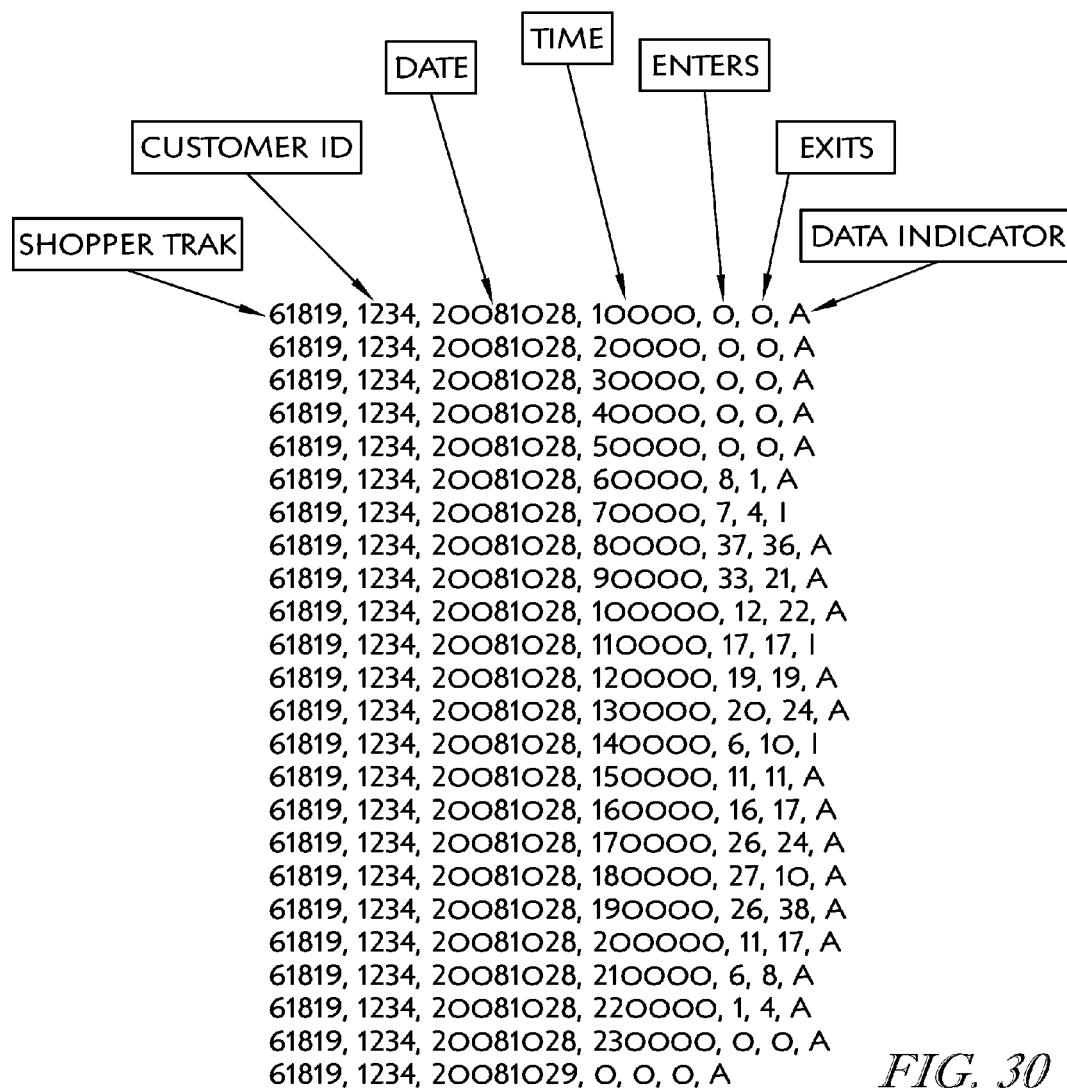 TIME
DATE
ENTERS
CUSTOMER ID
EXITS
SHOPPER TRAK
DATA INDICATOR
61819, 1234, 20081028, 10000, 0, 0, A
61819, 1234, 20081028, 20000, 0, 0, A
61819, 1234, 20081028, 30000, 0, 0, A
61819, 1234, 20081028, 40000, 0, 0, A
61819, 1234, 20081028, 50000, 0, 0, A
61819, 1234, 20081028, 60000, 8, 1, A
61819, 1234, 20081028, 70000, 7, 4, I
61819, 1234, 20081028, 80000, 37, 36, A
61819, 1234, 20081028, 90000, 33, 21, A
61819, 1234, 20081028, 100000, 12, 22, A
61819, 1234, 20081028, 110000, 17, 17, I
61819, 1234, 20081028, 120000, 19, 19, A
61819, 1234, 20081028, 130000, 20, 24, A
61819, 1234, 20081028, 140000, 6, 10, I
61819, 1234, 20081028, 150000, 11, 11, A
61819, 1234, 20081028, 160000, 16, 17, A
61819, 1234, 20081028, 170000, 26, 24, A
61819, 1234, 20081028, 180000, 27, 10, A
61819, 1234, 20081028, 190000, 26, 38, A
61819, 1234, 20081028, 200000, 11, 17, A
61819, 1234, 20081028, 210000, 6, 8, A
61819, 1234, 20081028, 220000, 1, 4, A
61819, 1234, 20081028, 230000, 0, 0, A
61819, 1234, 20081029, 0, 0, 0, A
FIG. 30